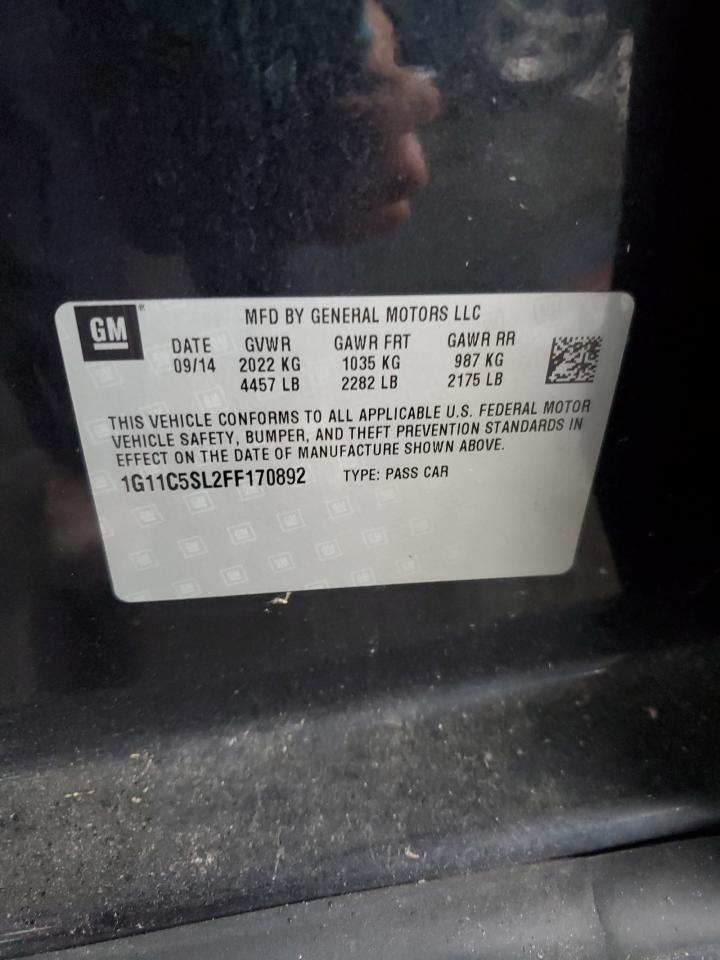 GM
MFD BY GENERAL MOTORS LLC
DATE GVWR GAWR FRT GAWR RR
09/14 2022 KG 1035 KG 987 KG
4457 LB 2282 LB 2175 LB
THIS VEHICLE CONFORMS TO ALL APPLICABLE U.S. FEDERAL MOTOR
VEHICLE SAFETY, BUMPER, AND THEFT PREVENTION STANDARDS IN
EFFECT ON THE DATE OF MANUFACTURE SHOWN ABOVE.
1G11C5SL2FF170892 TYPE: PASS CAR